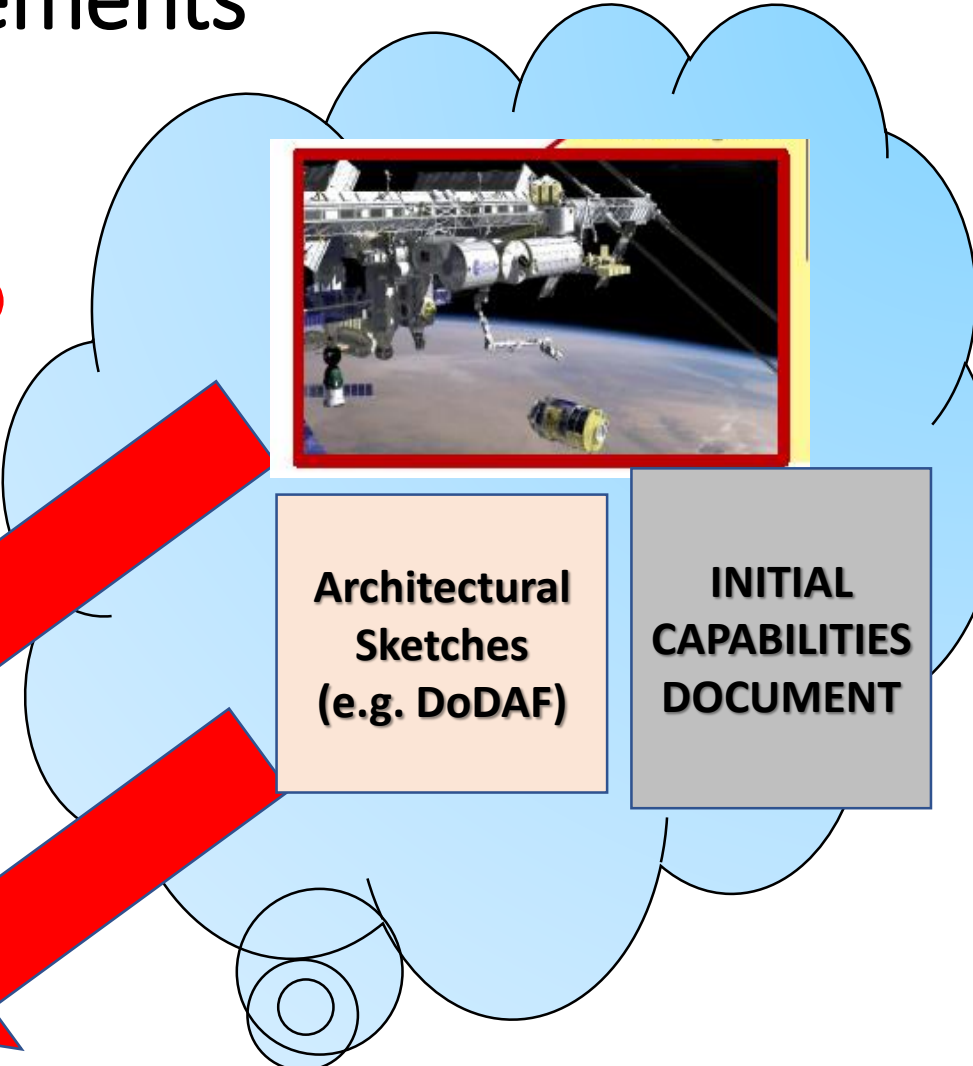 ements
Architectural
Sketches
(e.g. DoDAF)
INITIAL
CAPABILITIES
DOCUMENT